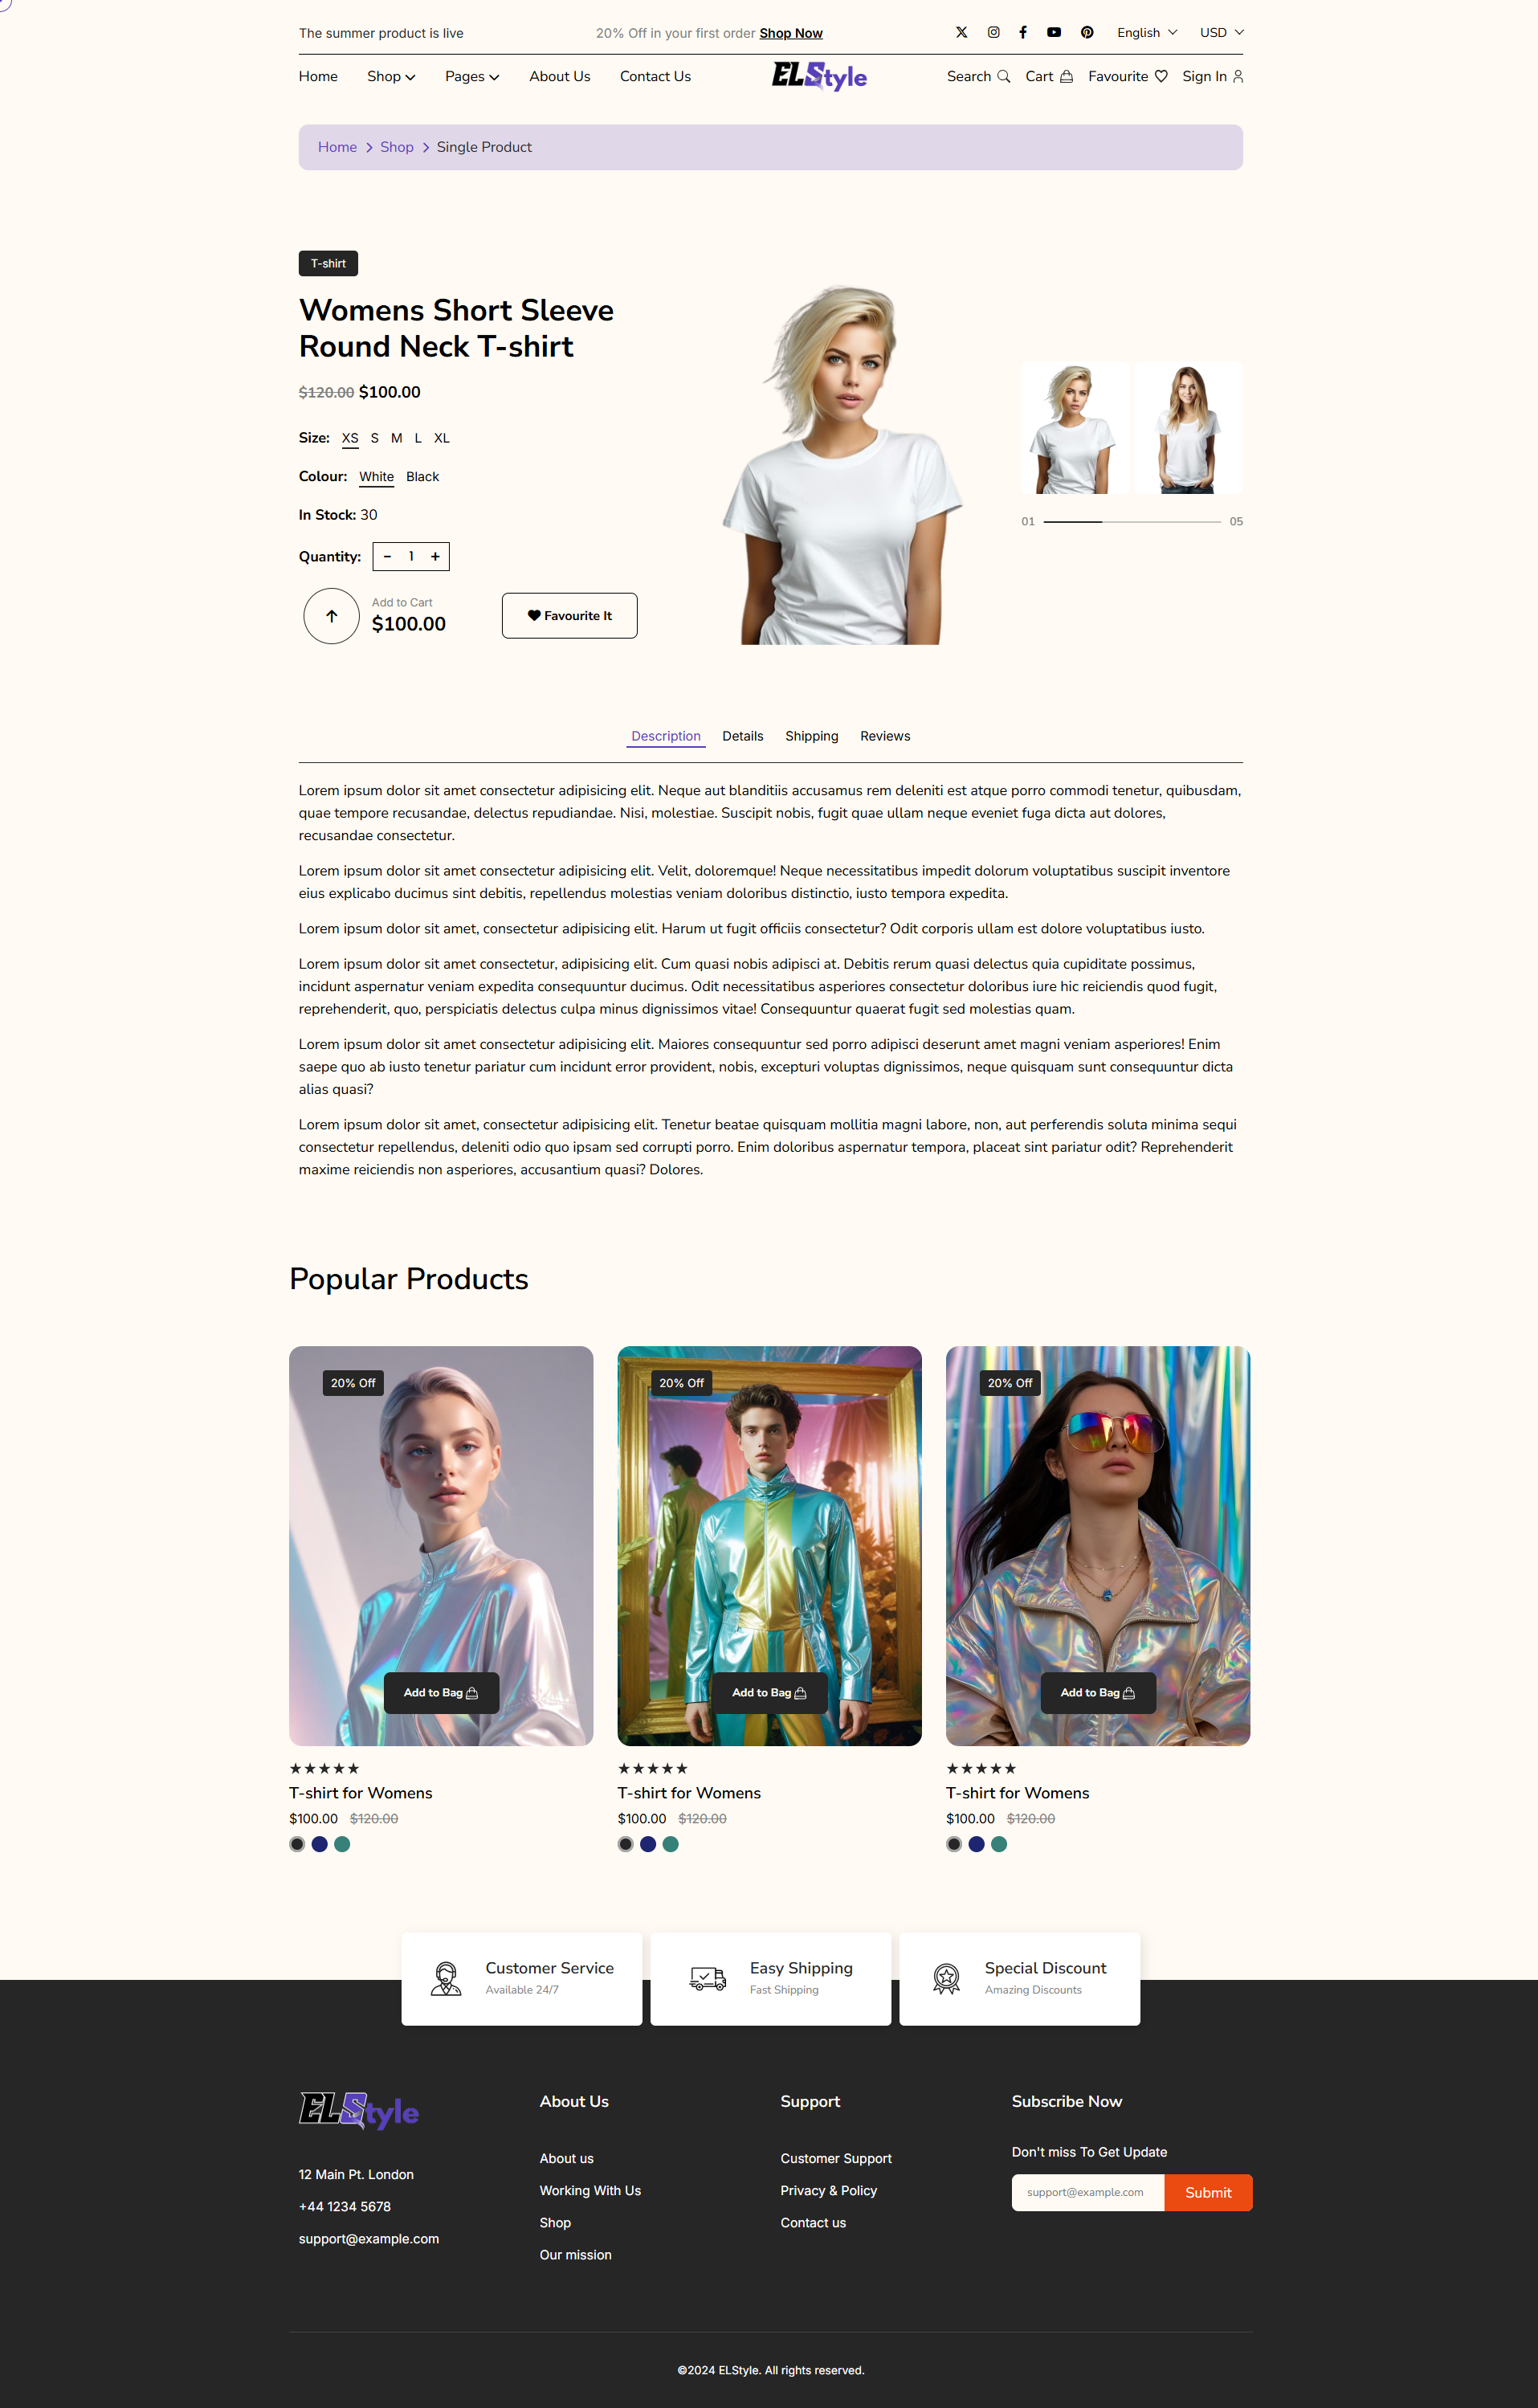 The summer product is live
20% Off in your first order Shop Now
English
USD
Home
Shop
Pages
About Us
Contact Us
ELStyle
Search
Cart
Favourite
Sign In
Home > Shop > Single Product
T-shirt
Womens Short Sleeve
Round Neck T-shirt
$120.00 $100.00
Size: XS S M L XL
Colour: White Black
In Stock: 30
Quantity: - 1 +
Add to Cart
$100.00
Favourite It
01
05
Description
Details
Shipping
Reviews
Lorem ipsum dolor sit amet consectetur adipisicing elit. Neque aut blanditiis accusamus rem deleniti est atque porro commodi tenetur, quibusdam,
quae tempore recusandae, delectus repudiandae. Nisi, molestiae. Suscipit nobis, fugit quae ullam neque eveniet fuga dicta aut dolores,
recusandae consectetur.
Lorem ipsum dolor sit amet consectetur adipisicing elit. Velit, doloremque! Neque necessitatibus impedit dolorum voluptatibus suscipit inventore
eius explicabo ducimus sint debitis, repellendus molestias veniam doloribus distinctio, iusto tempora expedita.
Lorem ipsum dolor sit amet, consectetur adipisicing elit. Harum ut fugit officiis consectetur? Odit corporis ullam est dolore voluptatibus iusto.
Lorem ipsum dolor sit amet consectetur, adipisicing elit. Cum quasi nobis adipisci at. Debitis rerum quasi delectus quia cupiditate possimus,
incidunt aspernatur veniam expedita consequuntur ducimus. Odit necessitatibus asperiores consectetur doloribus iure hic reiciendis quod fugit,
reprehenderit, quo, perspiciatis delectus culpa minus dignissimos vitae! Consequuntur quaerat fugit sed molestias quam.
Lorem ipsum dolor sit amet consectetur adipisicing elit. Maiores consequuntur sed porro adipisci deserunt amet magni veniam asperiores! Enim
saepe quo ab iusto tenetur pariatur cum incidunt error provident, nobis, excepturi voluptas dignissimos, neque quisquam sunt consequuntur dicta
alias quasi?
Lorem ipsum dolor sit amet, consectetur adipisicing elit. Tenetur beatae quisquam mollitia magni labore, non, aut perferendis soluta minima sequi
consectetur repellendus, deleniti odio quo ipsam sed corrupti porro. Enim doloribus aspernatur tempora, placeat sint pariatur odit? Reprehenderit
maxime reiciendis non asperiores, accusantium quasi? Dolores.
Popular Products
20% Off
Add to Bag
T-shirt for Womens
$100.00 $120.00
20% Off
Add to Bag
T-shirt for Womens
$100.00 $120.00
20% Off
Add to Bag
T-shirt for Womens
$100.00 $120.00
Customer Service
Available 24/7
Easy Shipping
Fast Shipping
Special Discount
Amazing Discounts
ELStyle
12 Main Pt. London
+44 1234 5678
support@example.com
About Us
About us
Working With Us
Shop
Our mission
Support
Customer Support
Privacy & Policy
Contact us
Subscribe Now
Don't miss To Get Update
support@example.com
Submit
©2024 ELStyle. All rights reserved.